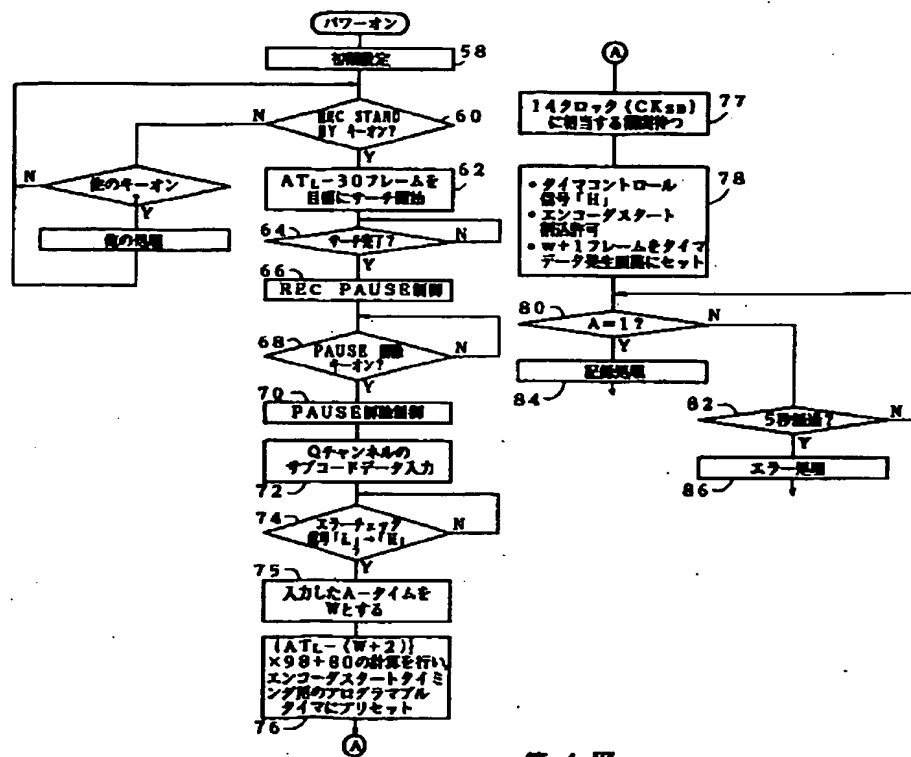 パワーオン
初期設定
58
REC STAND
BY キーオン?
60
N
Y
他のキーオン
?
N
Y
他の処理
ATL-30フレームを
目標にサーチ開始
62
64
サーチ完了?
N
Y
66
REC PAUSE制御
68
PAUSE 解除
キーオン?
N
Y
70
PAUSE解除制御
Qチャンネルの
サブコードデータ入力
72
74
エラーチェック
信号「L」→「H」
?
N
Y
75
入力したA-タイムを
Wとする
{ATL-(W+2)}
×98+80の計算を行い,
エンコーダスタートタイミ
ング用のプログラマブル
タイマにプリセット
76
A
A
14クロック(CKSD)
に相当する期間待つ
77
• タイマコントロール
信号「H」
• エンコーダスタート
割込許可
• W+1フレームをタイマ
データ発生回路にセット
78
80
A=1?
N
Y
記録処理
84
82
5秒経過?
N
Y
エラー処理
86